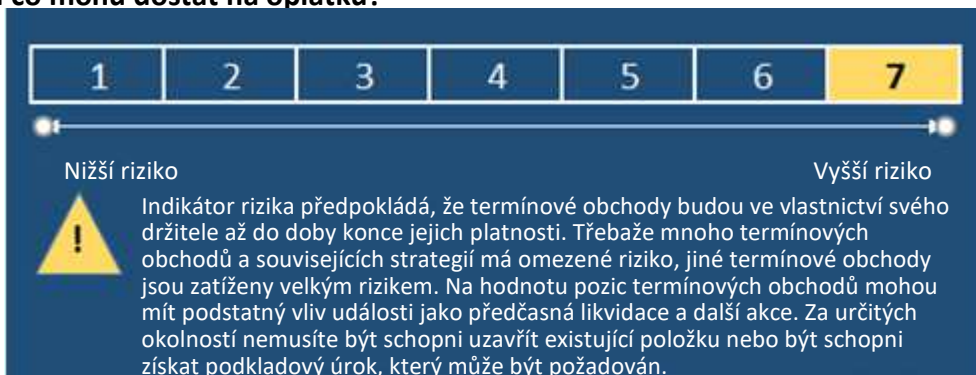 co mohu dostat na oplátku?
1 2 3 4 5 6 7
Nižší riziko Vyšší riziko
Indikátor rizika předpokládá, že termínové obchody budou ve vlastnictví svého
držitele až do doby konce jejich platnosti. Třebaže mnoho termínových
obchodů a souvisejících strategií má omezené riziko, jiné termínové obchody
jsou zatíženy velkým rizikem. Na hodnotu pozic termínových obchodů mohou
mít podstatný vliv události jako předčasná likvidace a další akce. Za určitých
okolností nemusíte být schopni uzavřít existující položku nebo být schopni
získat podkladový úrok, který může být požadován.